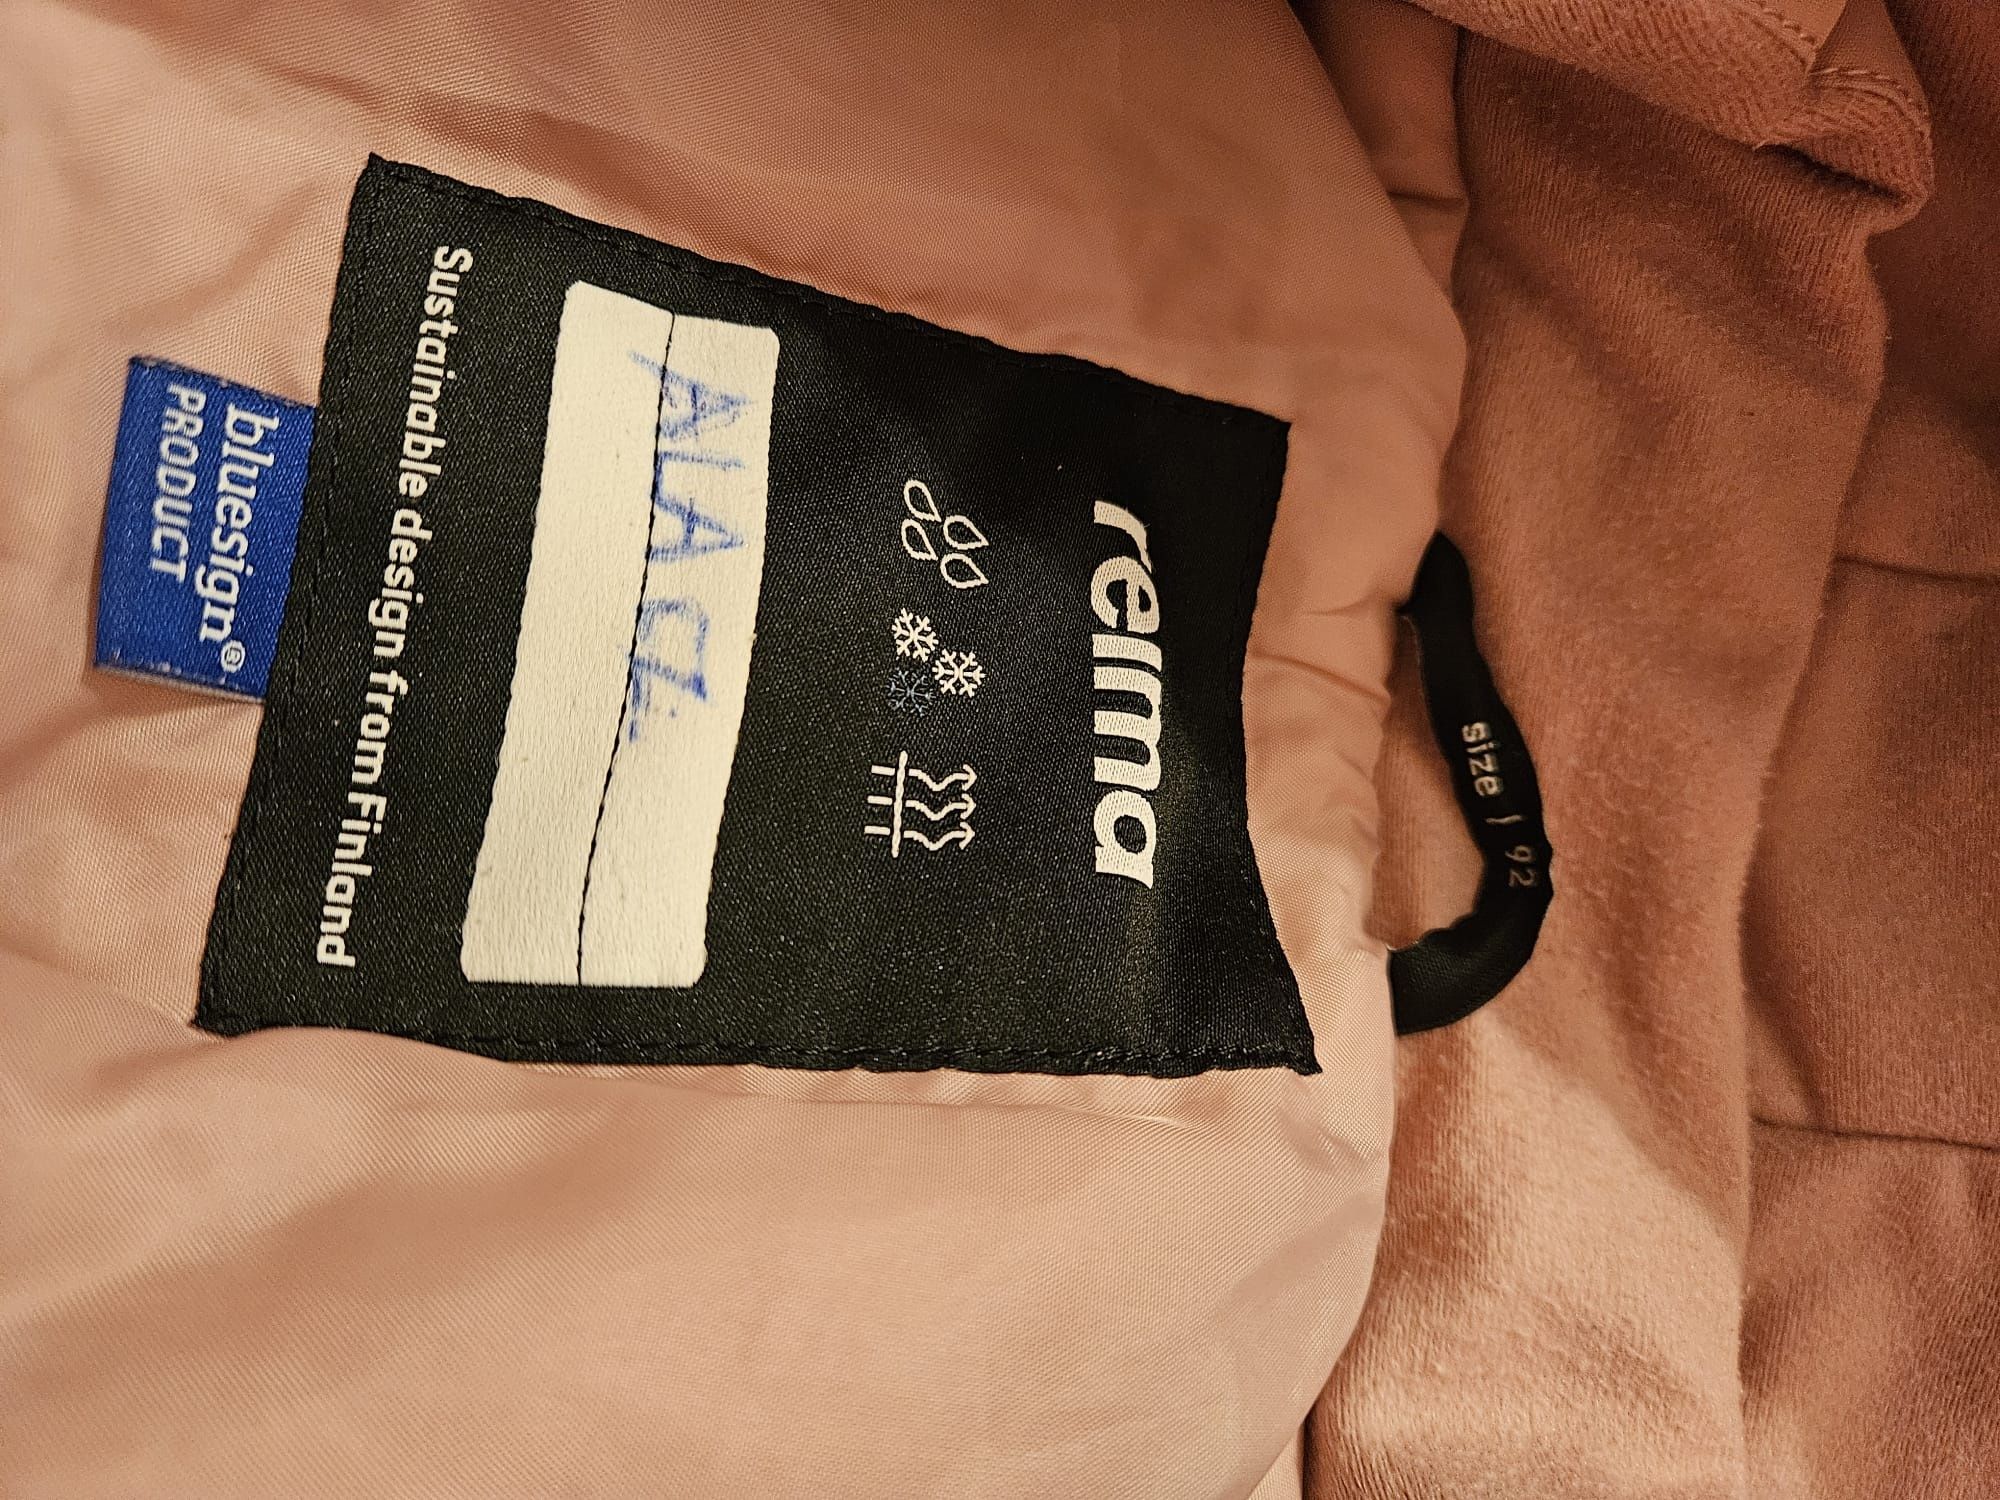 size | 92
reima
Sustainable design from Finland
bluesign®
PRODUCT